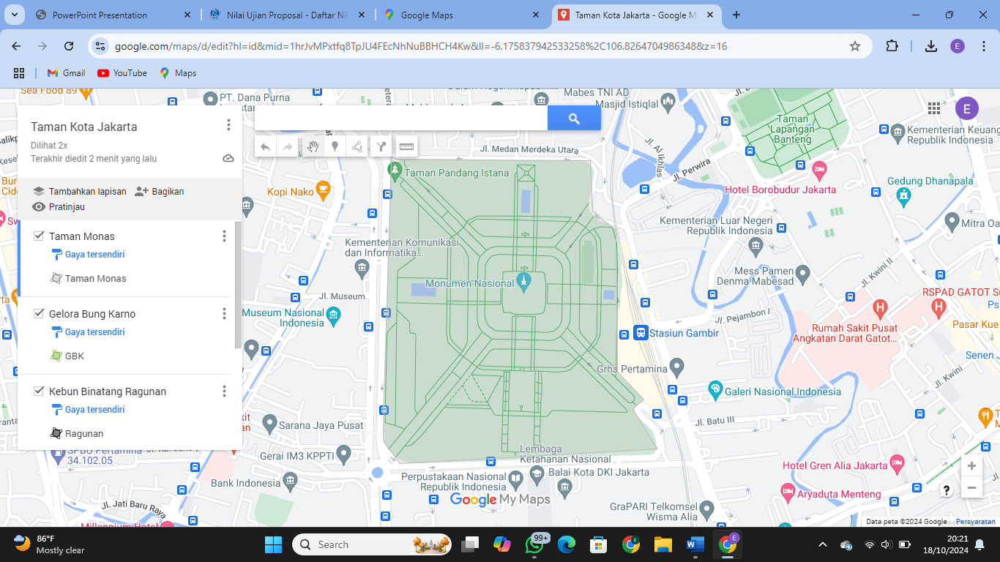 PowerPoint Presentation
Nilai Ujian Proposal - Daftar Nil
Google Maps
Taman Kota Jakarta - Google My
google.com/maps/d/edit?hl=id&mid=1hrJvMPxtfq8TpJU4FEcNhNuBBHCH4Kw&ll=-6.175837942533258%2C106.8264704986348&z=16
E
Gmail
YouTube
Maps
Sea Food 89
PT. Dana Purna
Mabes TNI AD
Masjid Istiqlal
E
Taman Kota Jakarta
Dilihat 2x
Terakhir diedit 2 menit yang lalu
Tambahkan lapisan
Bagikan
Pratinjau
Taman Monas
Gaya tersendiri
Taman Monas
Gelora Bung Karno
Gaya tersendiri
GBK
Kebun Binatang Ragunan
Gaya tersendiri
Ragunan
Taman
Lapangan
Banteng
Kementerian Keuang
Republik Indonesia
Jl. Medan Merdeka Utara
Jl. Al Ikhlas
Jl. Perwira
Taman Pandang Istana
Hotel Borobudur Jakarta
Gedung Dhanapala
Kopi Nako
Kementerian Luar Negeri
Republik Indonesia
Mitra Oa
Kementerian Komunikasi
dan Informatika...
Mess Pamen
Denma Mabesad
Jl. Kwini II
Monumen Nasional
Jl. Museum
Museum Nasional
Indonesia
RSPAD GATOT S
Jl. Pejambon I
Rumah Sakit Pusat
Angkatan Darat Gatot...
Pasar Kue
Stasiun Gambir
Senen J
Grha Pertamina
Jl. Kwini
Galeri Nasional Indonesia
Sarana Jaya Pusat
Jl. Batu III
Lembaga
Ketahanan Nasional
SPBU Pertamina
34.102.05
Gerai IM3 KPPTI
Hotel Gren Alia Jakarta
Bank Indonesia
Perpustakaan Nasional
Republik Indonesia
Balai Kota DKI Jakarta
Aryaduta Menteng
Google My Maps
Jl. Jati Baru Raya
GraPARI Telkomsel
Wisma Alia
Millennium Hotel
Data peta ©2024 Google
Persyaratan
86°F
Mostly clear
Search
99+
E
20:21
18/10/2024